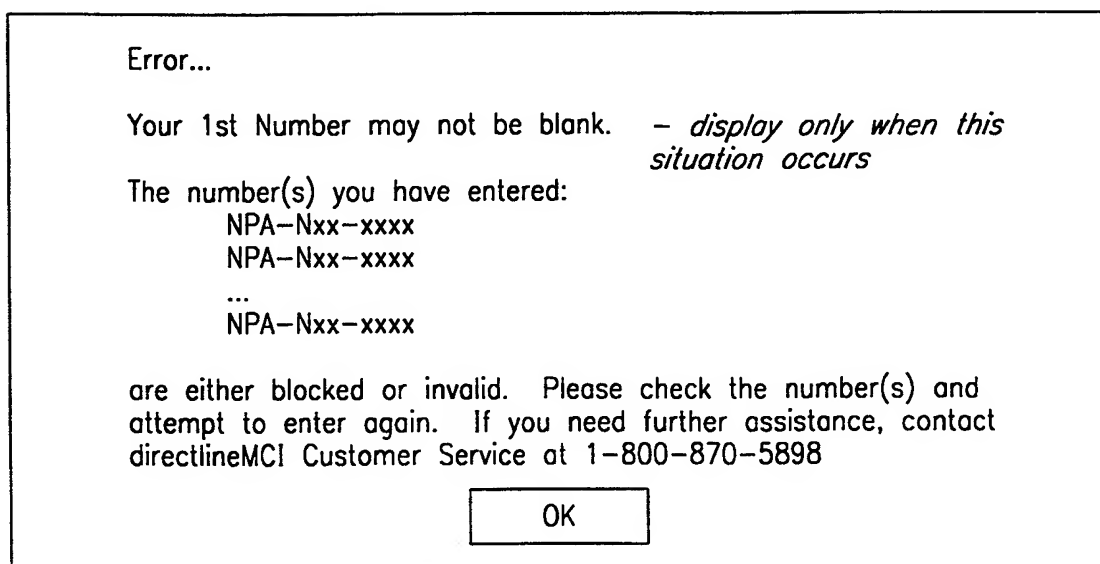 Error...
Your 1st Number may not be blank. – display only when this
situation occurs
The number(s) you have entered:
NPA–Nxx–xxxx
NPA–Nxx–xxxx
...
NPA–Nxx–xxxx
are either blocked or invalid. Please check the number(s) and
attempt to enter again. If you need further assistance, contact
directlineMCI Customer Service at 1–800–870–5898
OK